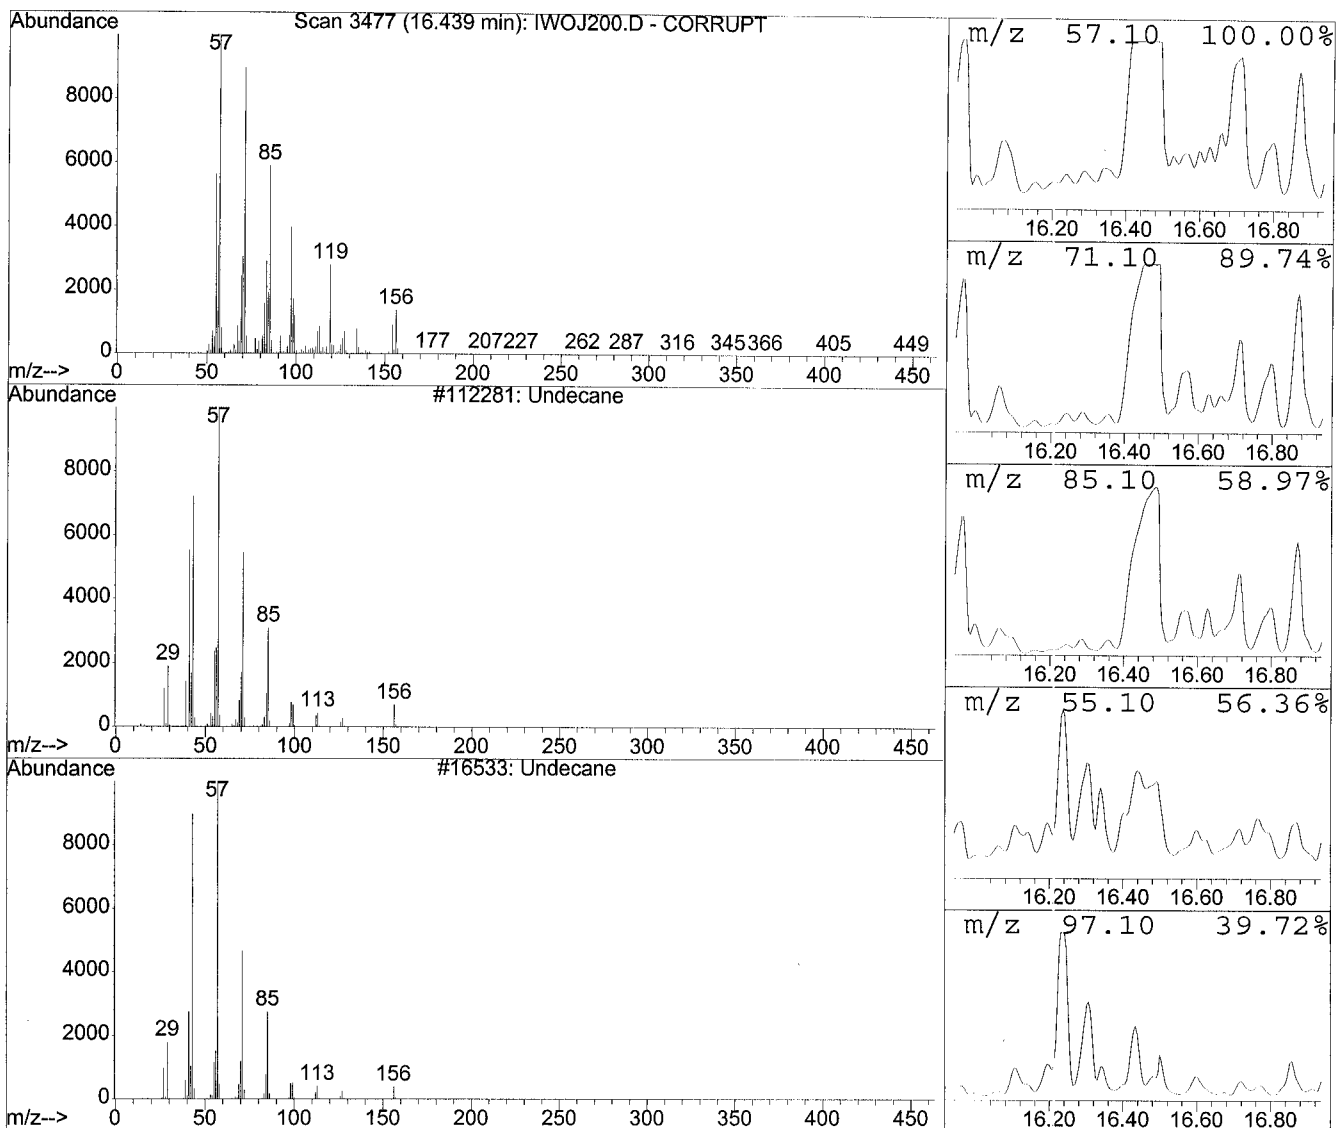 Abundance
Scan 3477 (16.439 min): IWOJ200.D - CORRUPT
57
8000
6000
85
4000
119
2000
156
177 207 227 262 287 316 345 366 405 449
0
m/z--> 0 50 100 150 200 250 300 350 400 450
Abundance
#112281: Undecane
57
8000
6000
4000
85
29
2000
113
156
0
m/z--> 0 50 100 150 200 250 300 350 400 450
Abundance
#16533: Undecane
57
8000
6000
4000
85
29
2000
113 156
0
m/z--> 0 50 100 150 200 250 300 350 400 450
m/z 57.10 100.00%
16.20 16.40 16.60 16.80
m/z 71.10 89.74%
16.20 16.40 16.60 16.80
m/z 85.10 58.97%
16.20 16.40 16.60 16.80
m/z 55.10 56.36%
16.20 16.40 16.60 16.80
m/z 97.10 39.72%
16.20 16.40 16.60 16.80